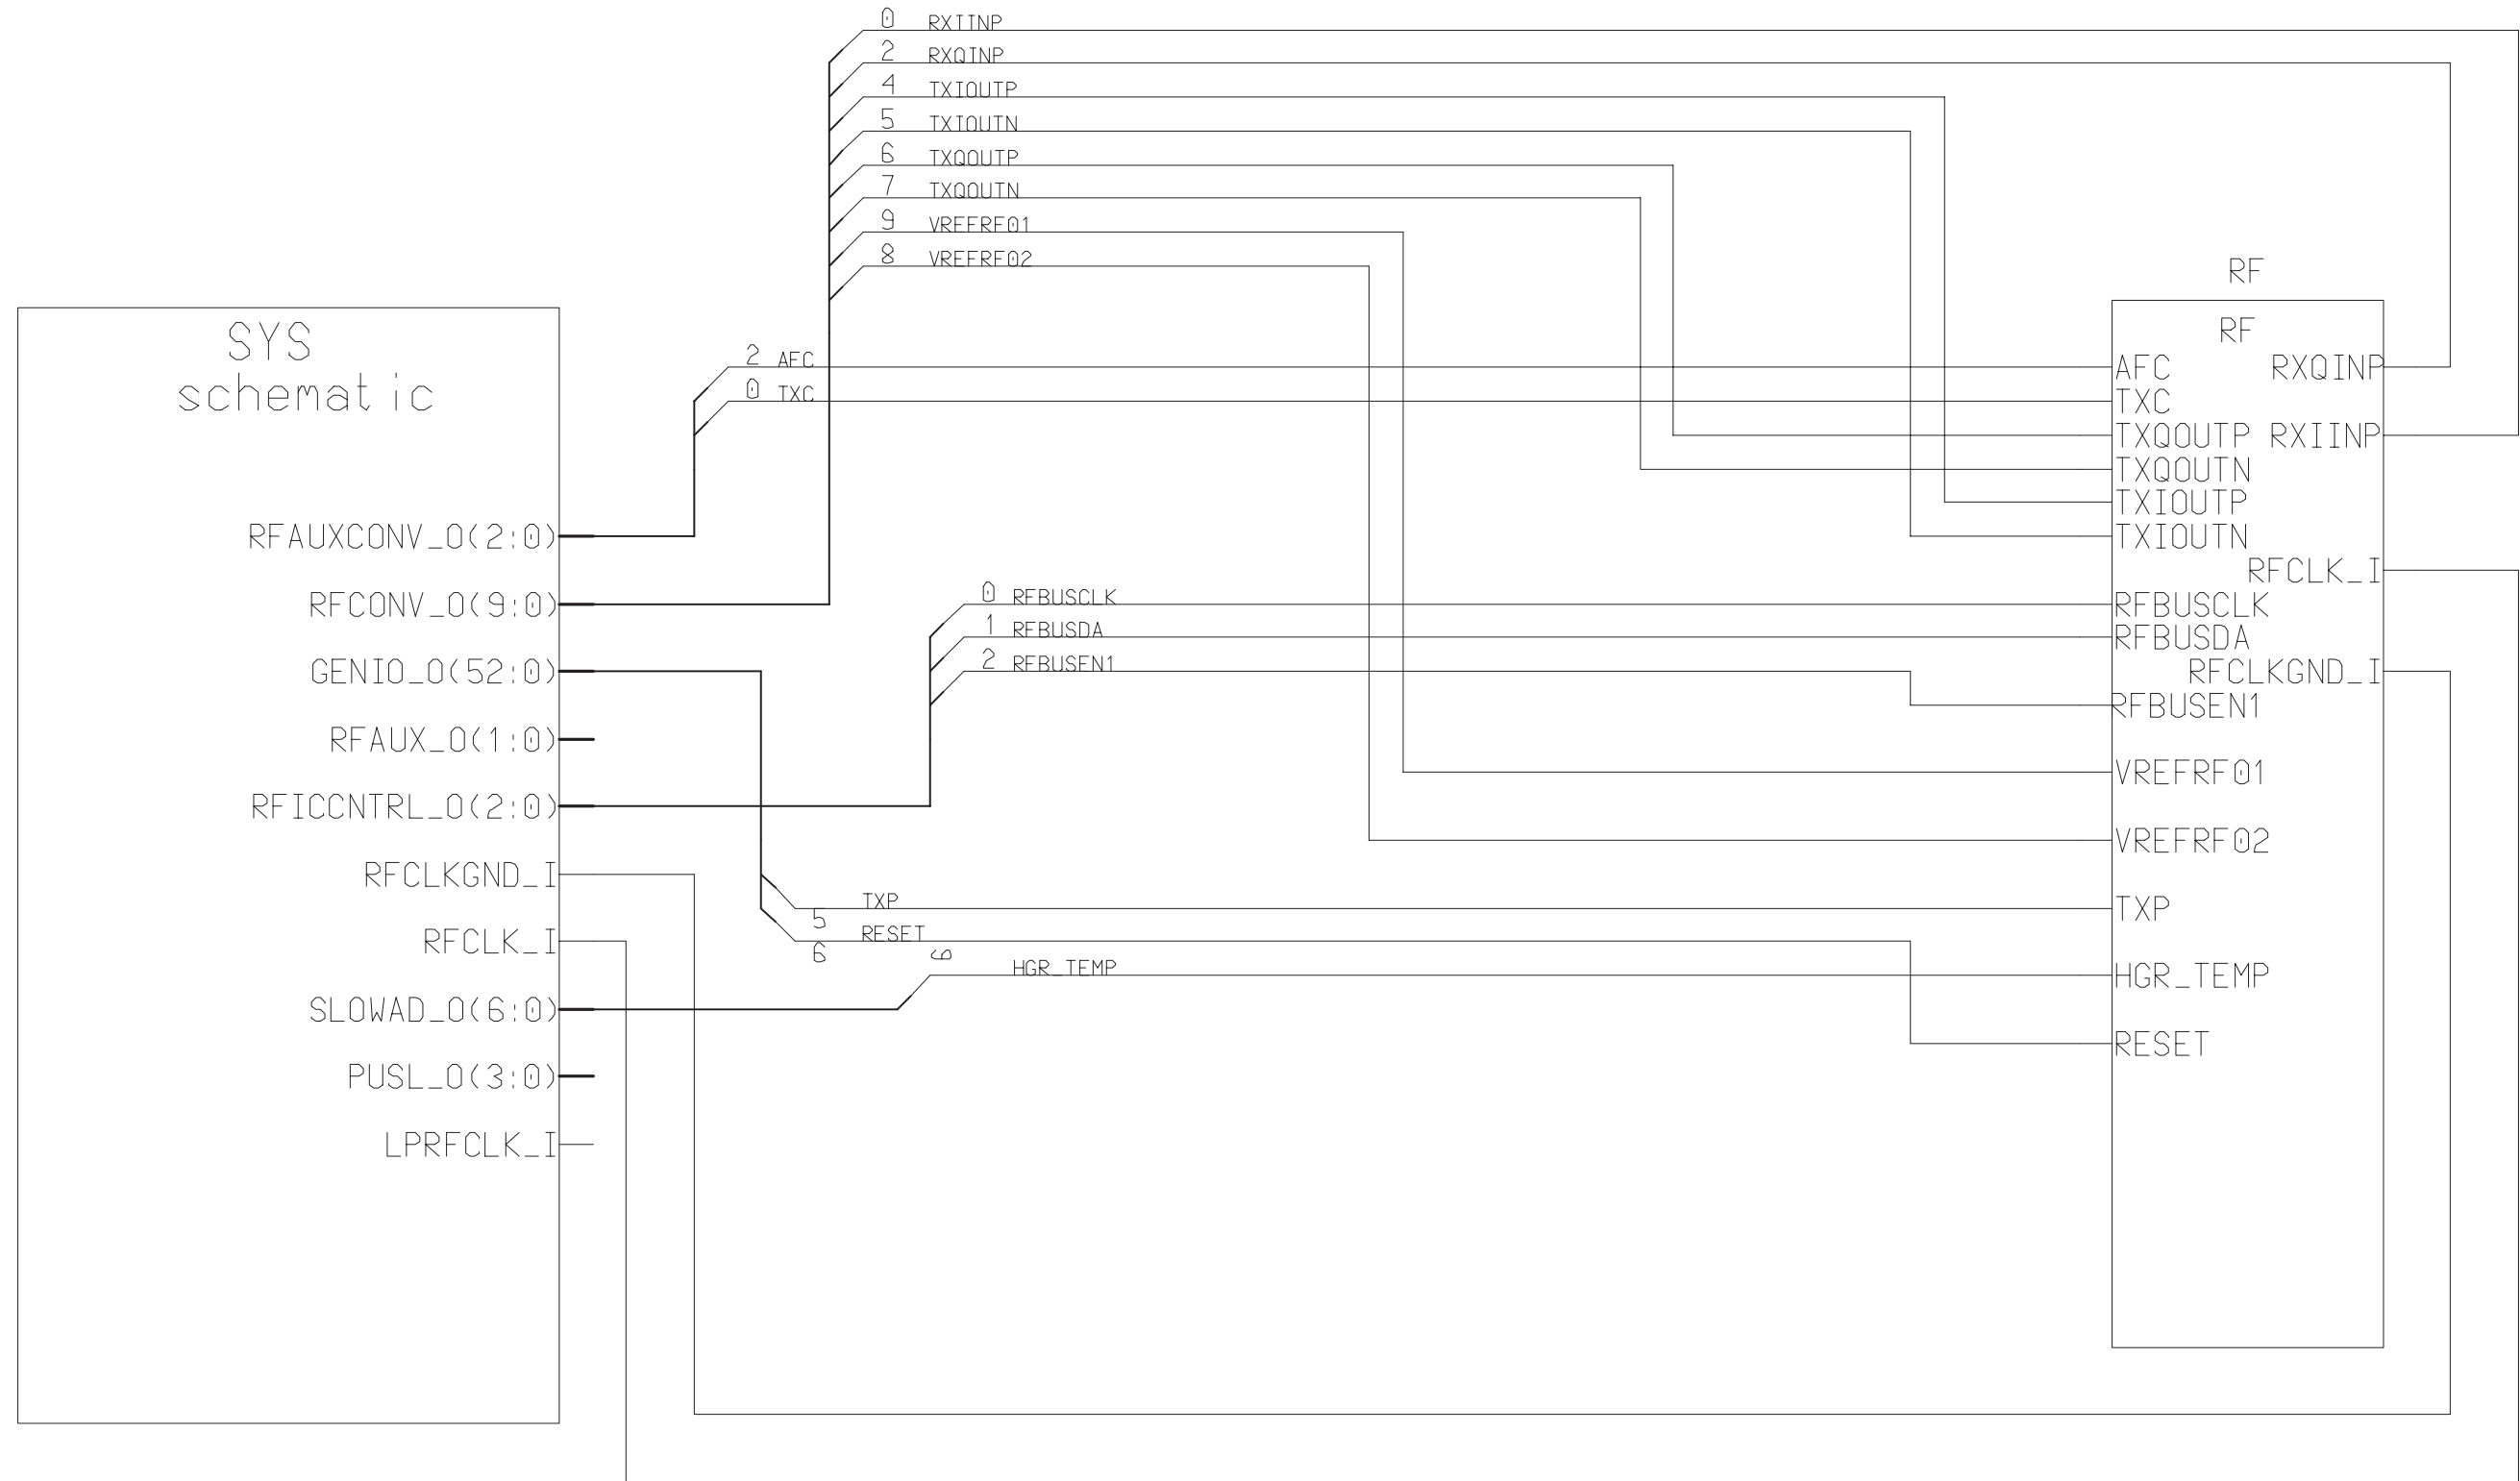 0 RXIINP
2 RXQINP
4 TXIOUTP
5 TXIOUTN
6 TXQOUTP
7 TXQOUTN
9 VREFRF01
8 VREFRF02
2 AFC
0 TXC
SYS
schematic
RFAUXCONV_O(2:0)
RFCONV_O(9:0)
GENIO_O(52:0)
RFAUX_O(1:0)
RFICCNTRL_O(2:0)
RFCLKGND_I
RFCLK_I
SLOWAD_O(6:0)
PUSL_O(3:0)
LPRFCLK_I
0 RFBUSCLK
1 RFBUSDA
2 RFBUSEN1
TXP
5
RESET
6
6 HGR_TEMP
RF
RF
AFC RXQINP
TXC
TXQOUTP RXIINP
TXQOUTN
TXIOUTP
TXIOUTN
RFCLK_I
RFBUSCLK
RFBUSDA
RFCLKGND_I
RFBUSEN1
VREFRF01
VREFRF02
TXP
HGR_TEMP
RESET